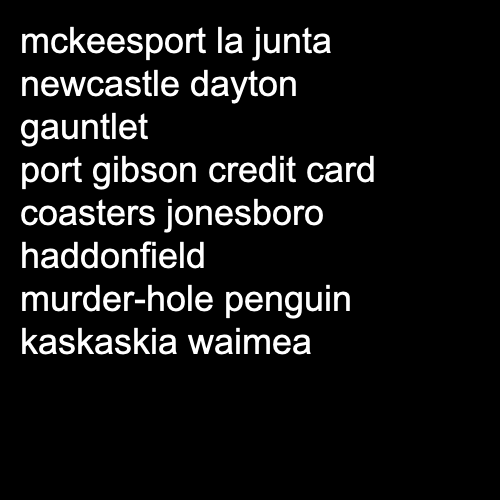 mckeesport la junta
newcastle dayton
gauntlet
port gibson credit card
coasters jonesboro
haddonfield
murder-hole penguin
kaskaskia waimea